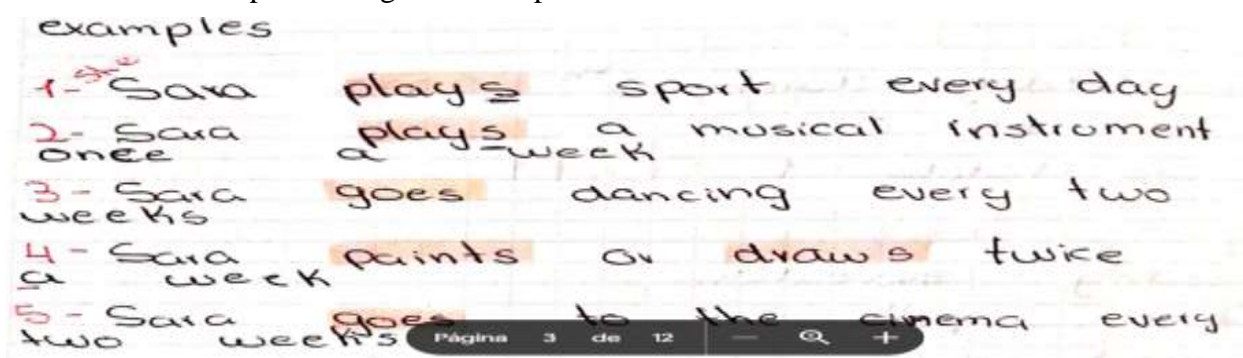 examples
she
1- Sara plays sport every day
2- Sara plays a musical instrument
once a week
3- Sara goes dancing every two
weeks
4- Sara paints or draws twice
a week
5- Sara goes to the cinema every
two weeks
Página 3 de 12